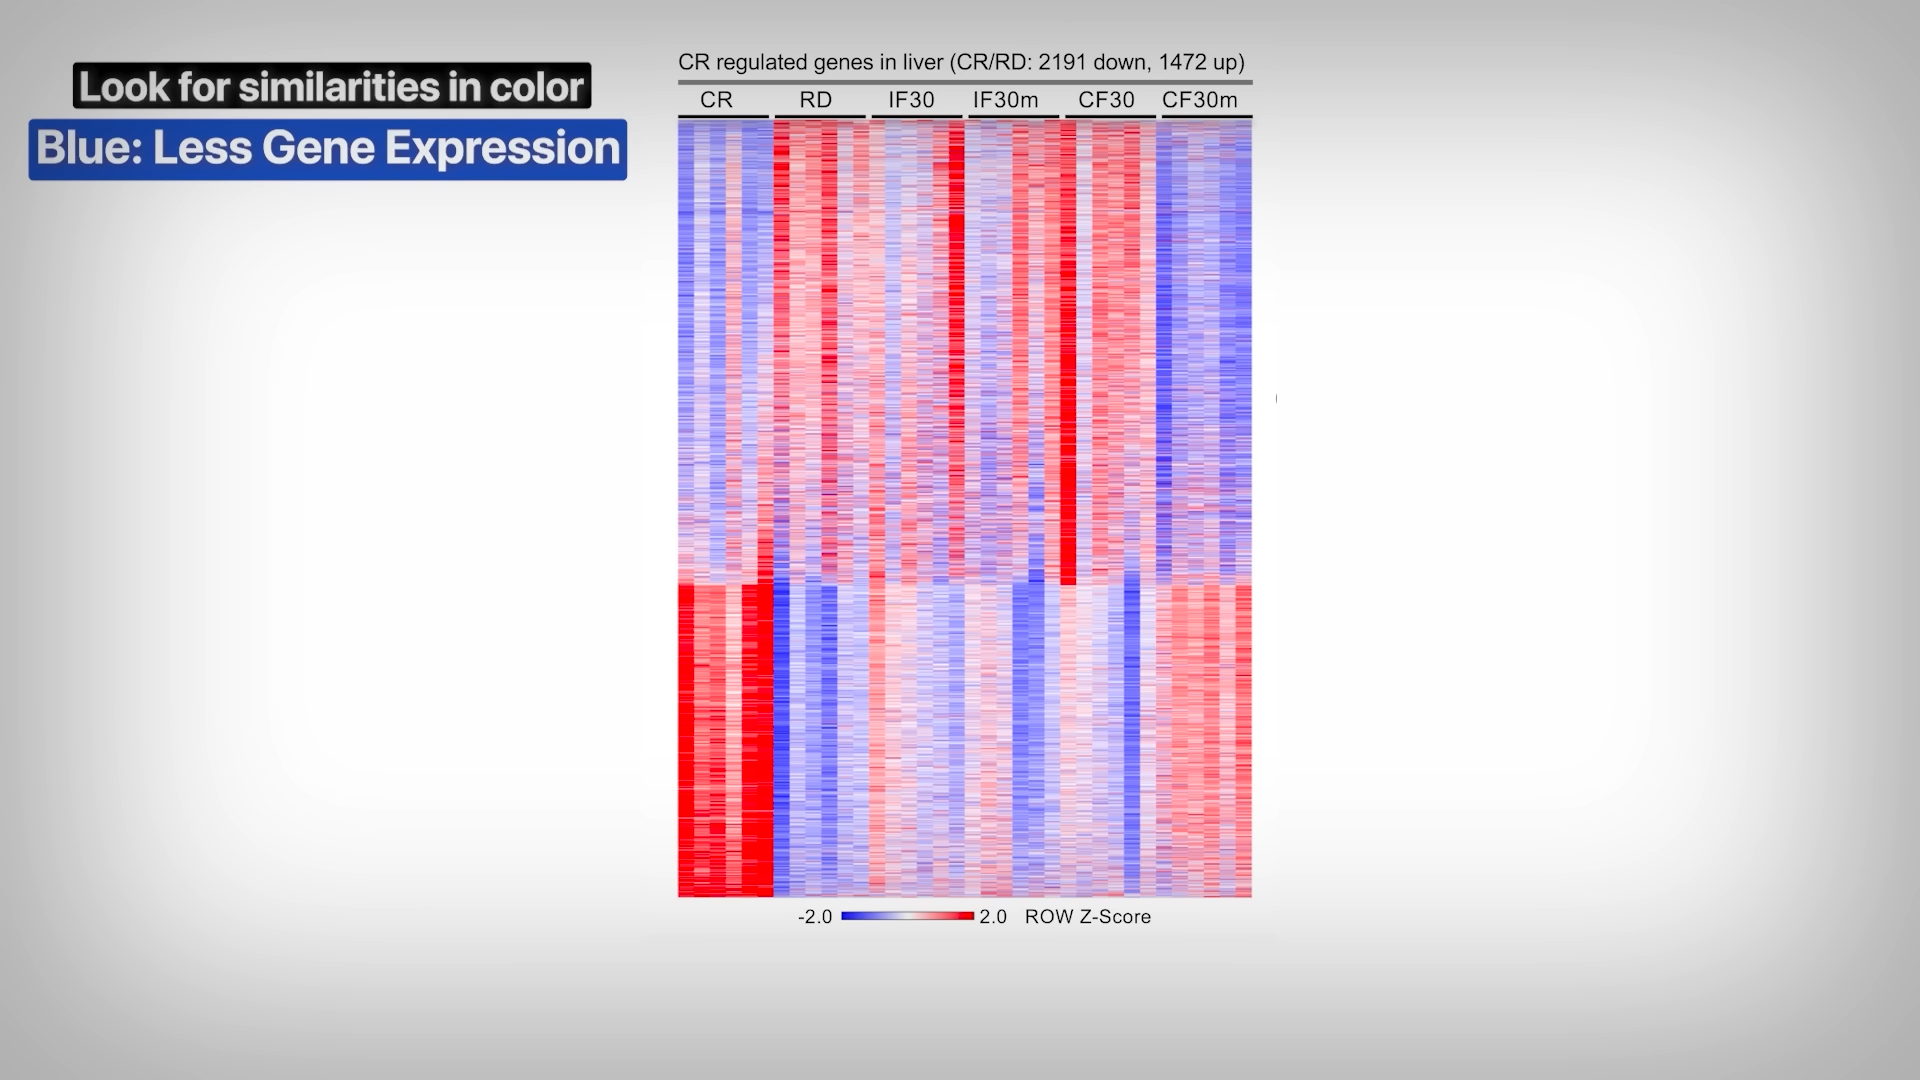 Look for similarities in color
Blue: Less Gene Expression
CR regulated genes in liver (CR/RD: 2191 down, 1472 up)
CR RD IF30 IF30m CF30 CF30m
-2.0 2.0 ROW Z-Score